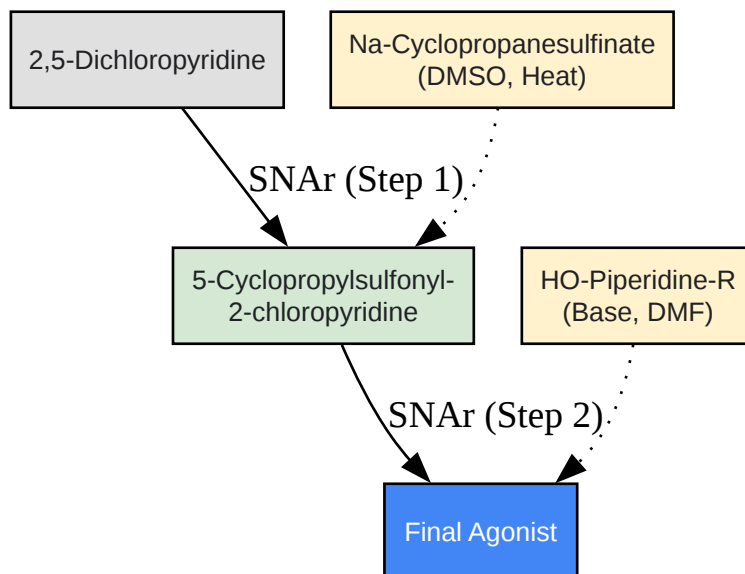 2,5-Dichloropyridine
Na-Cyclopropanesulfinate
(DMSO, Heat)
SNAr (Step 1)
5-Cyclopropylsulfonyl-
2-chloropyridine
HO-Piperidine-R
(Base, DMF)
SNAr (Step 2)
Final Agonist